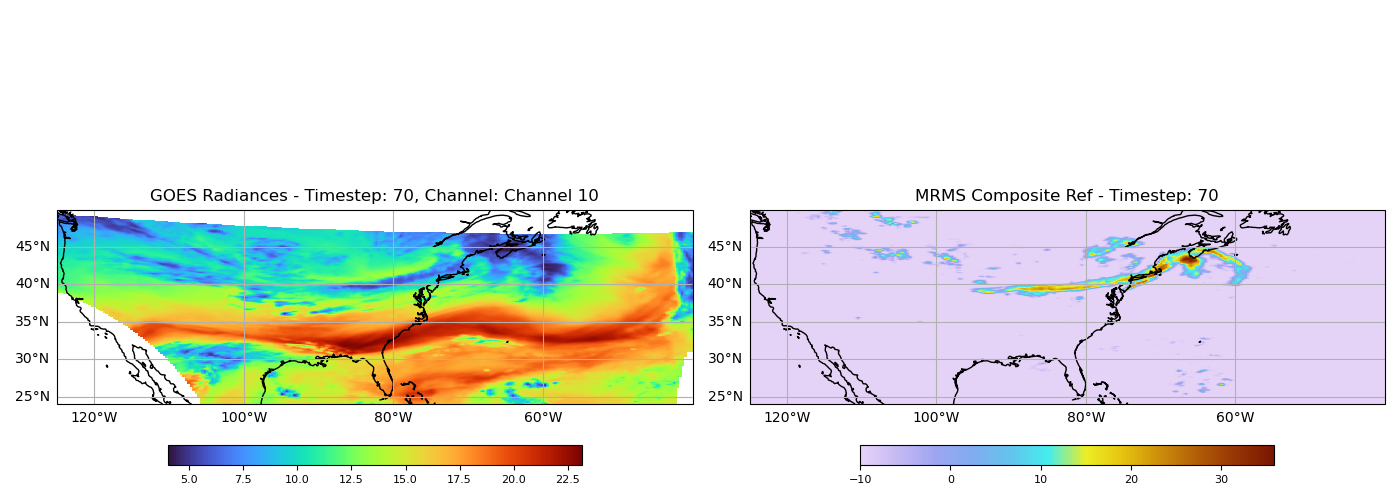 GOES Radiances - Timestep: 70, Channel: Channel 10
45°N
40°N
35°N
30°N
25°N
120°W
100°W
80°W
60°W
5.0
7.5
10.0
12.5
15.0
17.5
20.0
22.5
MRMS Composite Ref - Timestep: 70
45°N
40°N
35°N
30°N
25°N
120°W
100°W
80°W
60°W
−10
0
10
20
30